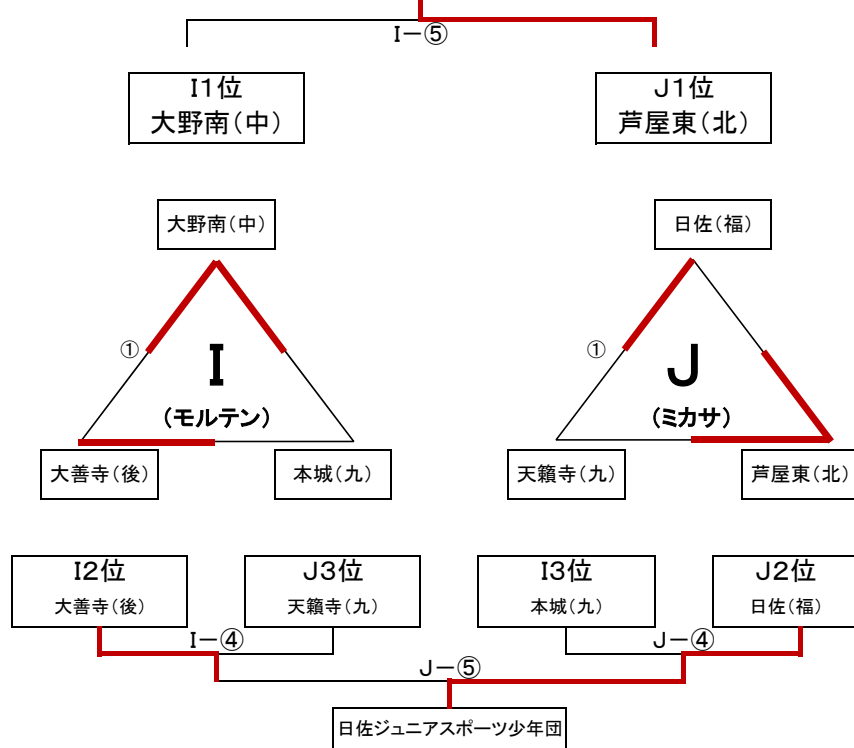 I－⑤
I1位
大野南(中)
J1位
芦屋東(北)
大野南(中)
日佐(福)
①
I
(モルテン)
①
J
(ミカサ)
大善寺(後)
本城(九)
天籟寺(九)
芦屋東(北)
I2位
大善寺(後)
J3位
天籟寺(九)
I3位
本城(九)
J2位
日佐(福)
I－④
J－④
J－⑤
日佐ジュニアスポーツ少年団